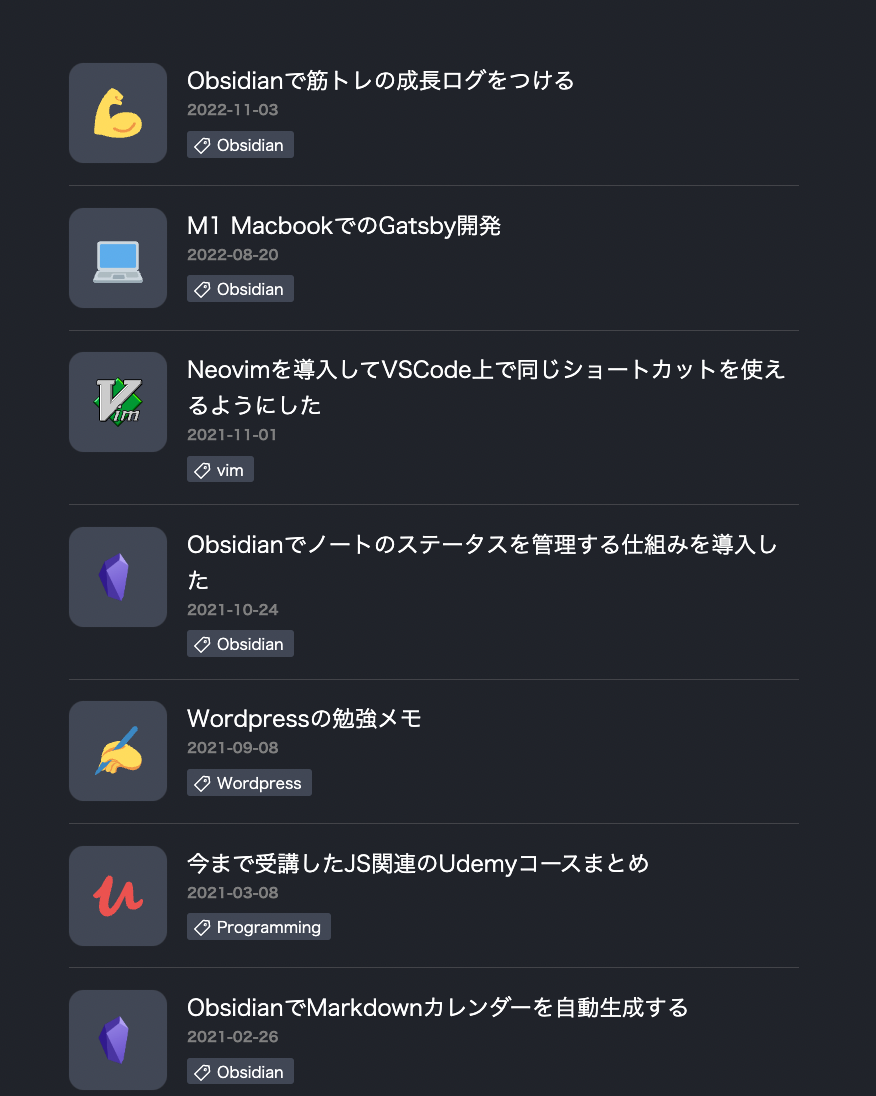 Obsidianで筋トレの成長ログをつける
2022-11-03
Obsidian
M1 MacbookでのGatsby開発
2022-08-20
Obsidian
Neovimを導入してVSCode上で同じショートカットを使え
るようにした
2021-11-01
Vim
vim
Obsidianでノートのステータスを管理する仕組みを導入し
た
2021-10-24
Obsidian
Wordpressの勉強メモ
2021-09-08
Wordpress
今まで受講したJS関連のUdemyコースまとめ
2021-03-08
u
Programming
ObsidianでMarkdownカレンダーを自動生成する
2021-02-26
Obsidian